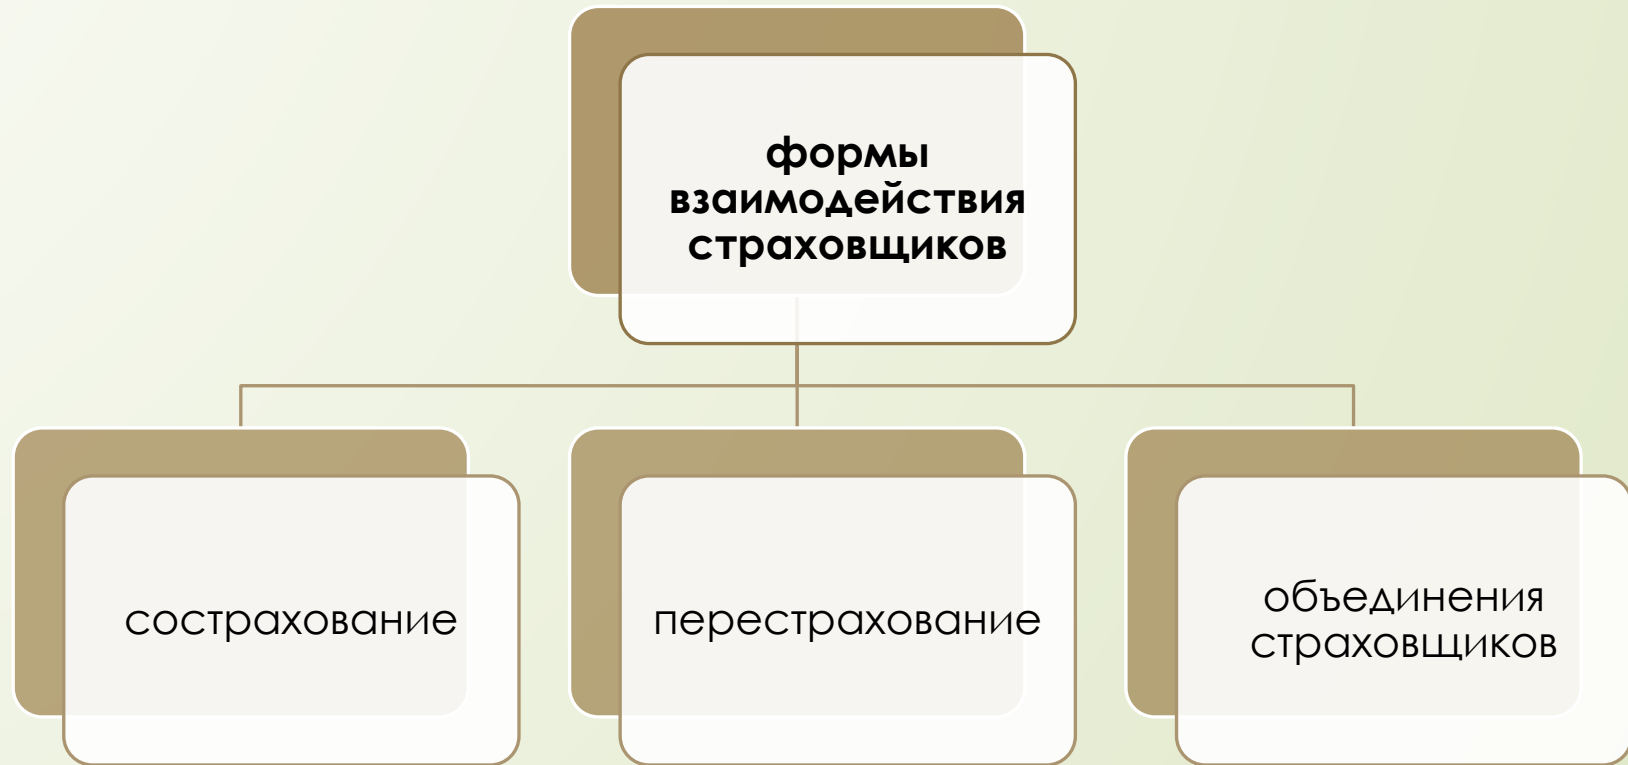 формы
взаимодействия
страховщиков
сострахование
перестрахование
объединения
страховщиков